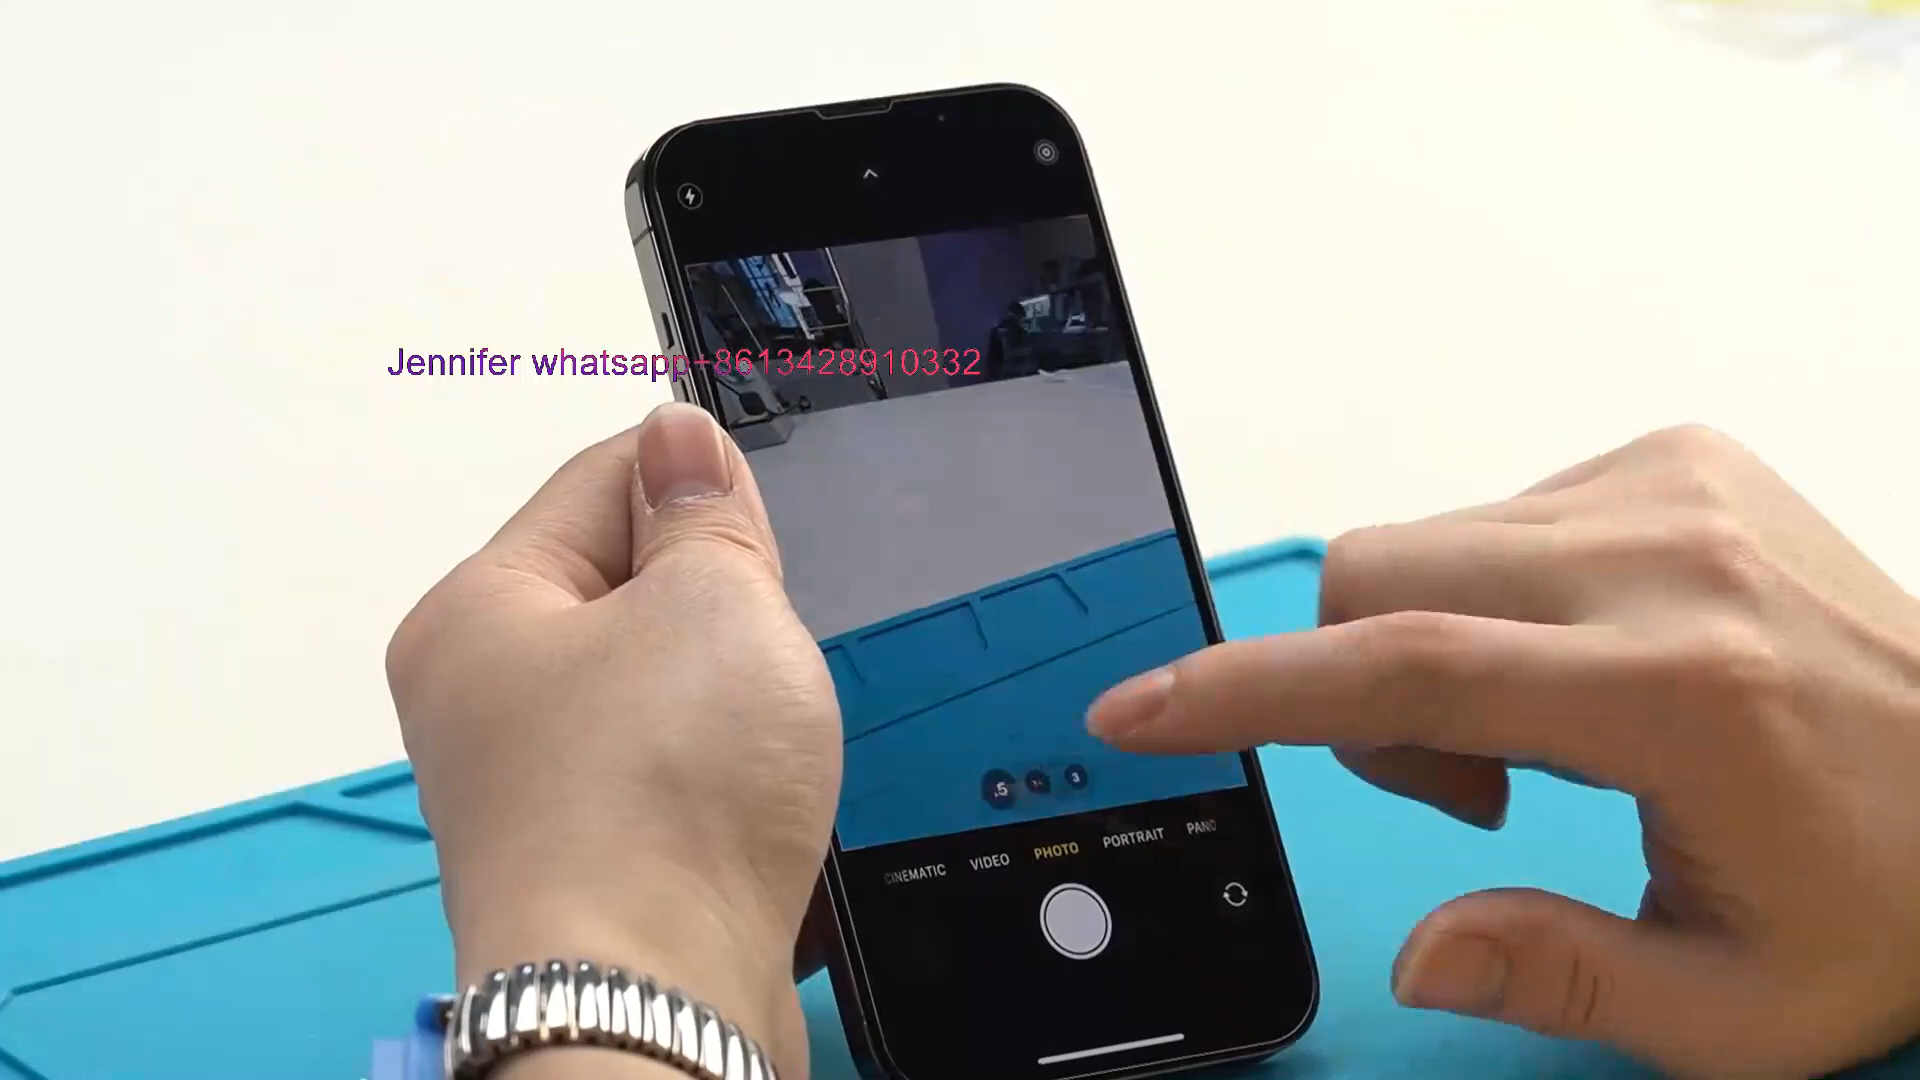 Jennifer whatsapp+8613428910332
.5
3
CINEMATIC VIDEO PHOTO PORTRAIT PANO